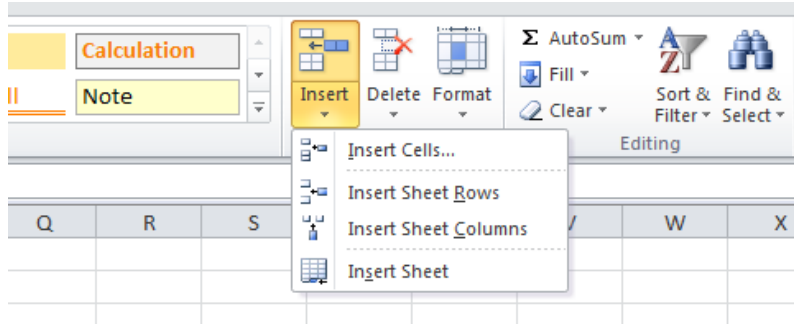 Calculation
ll
Note
Insert
Delete
Format
Σ AutoSum
Fill
Clear
Sort &
Filter
Find &
Select
Editing
Insert Cells...
Insert Sheet Rows
Insert Sheet Columns
Insert Sheet
Q R S V W X